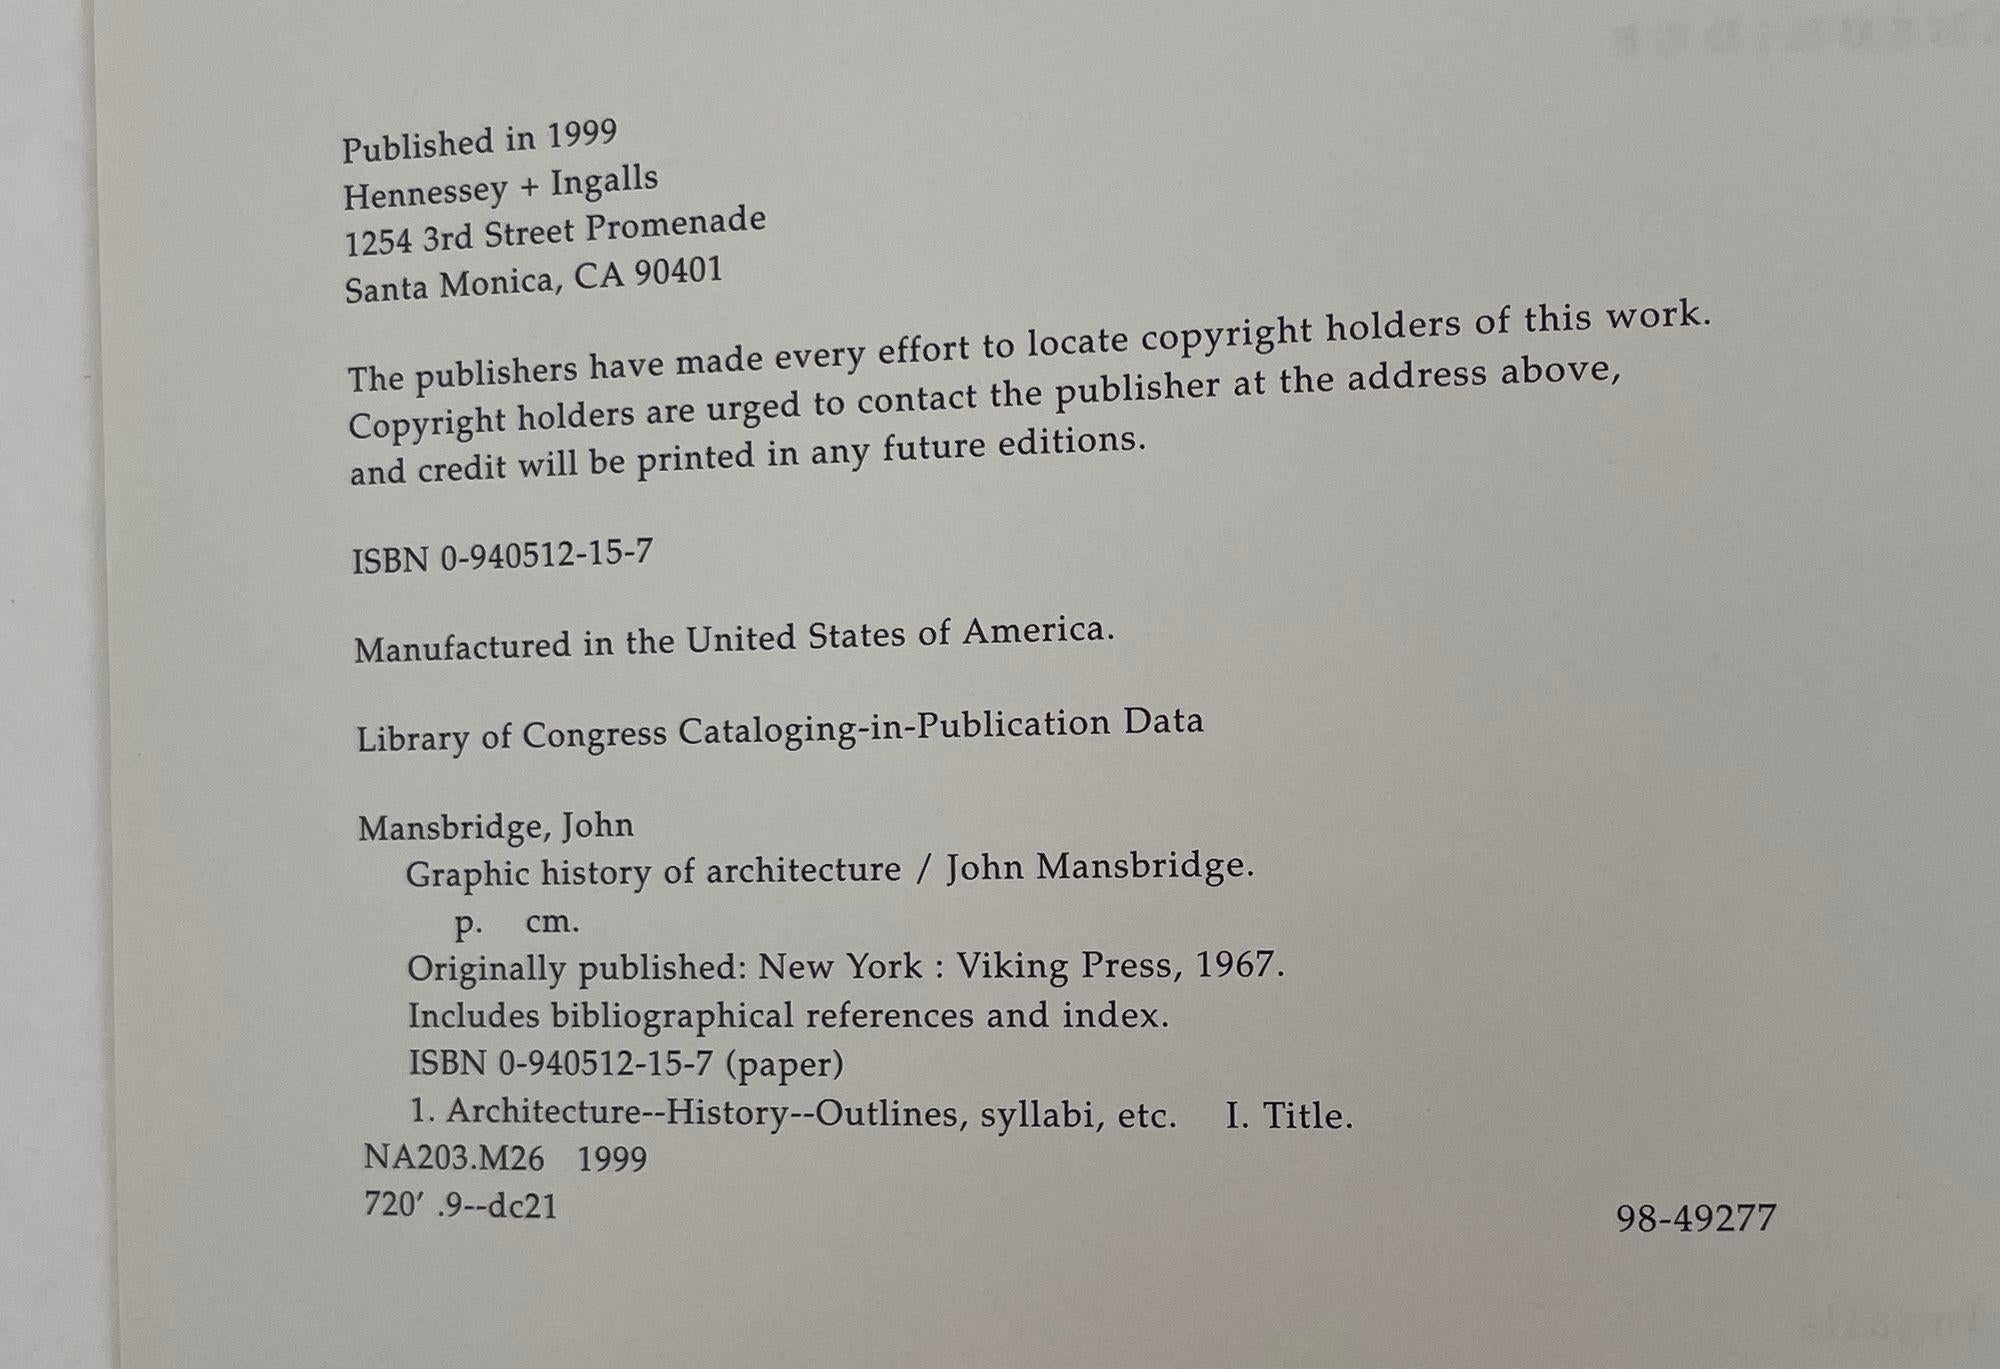 Published in 1999
Hennessey + Ingalls
1254 3rd Street Promenade
Santa Monica, CA 90401
The publishers have made every effort to locate copyright holders of this work.
Copyright holders are urged to contact the publisher at the address above,
and credit will be printed in any future editions.
ISBN 0-940512-15-7
Manufactured in the United States of America.
Library of Congress Cataloging-in-Publication Data
Mansbridge, John
Graphic history of architecture / John Mansbridge.
p. cm.
Originally published: New York : Viking Press, 1967.
Includes bibliographical references and index.
ISBN 0-940512-15-7 (paper)
1. Architecture--History--Outlines, syllabi, etc. I. Title.
NA203.M26 1999
720′ .9--dc21
98-49277